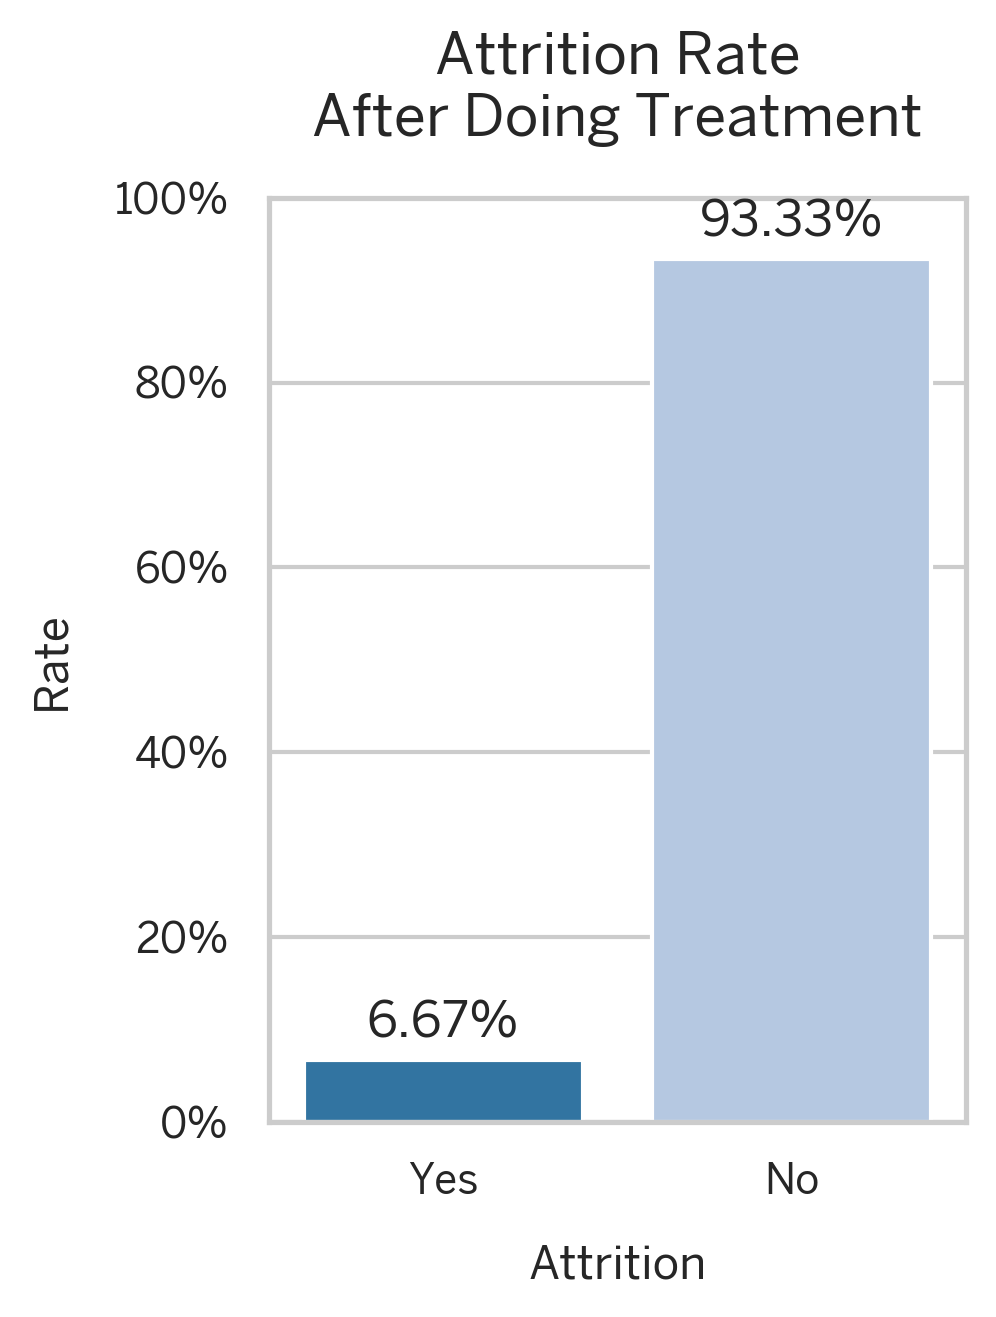 Attrition Rate
After Doing Treatment
100%
93.33%
80%
60%
Rate
40%
20%
6.67%
0%
Yes
No
Attrition